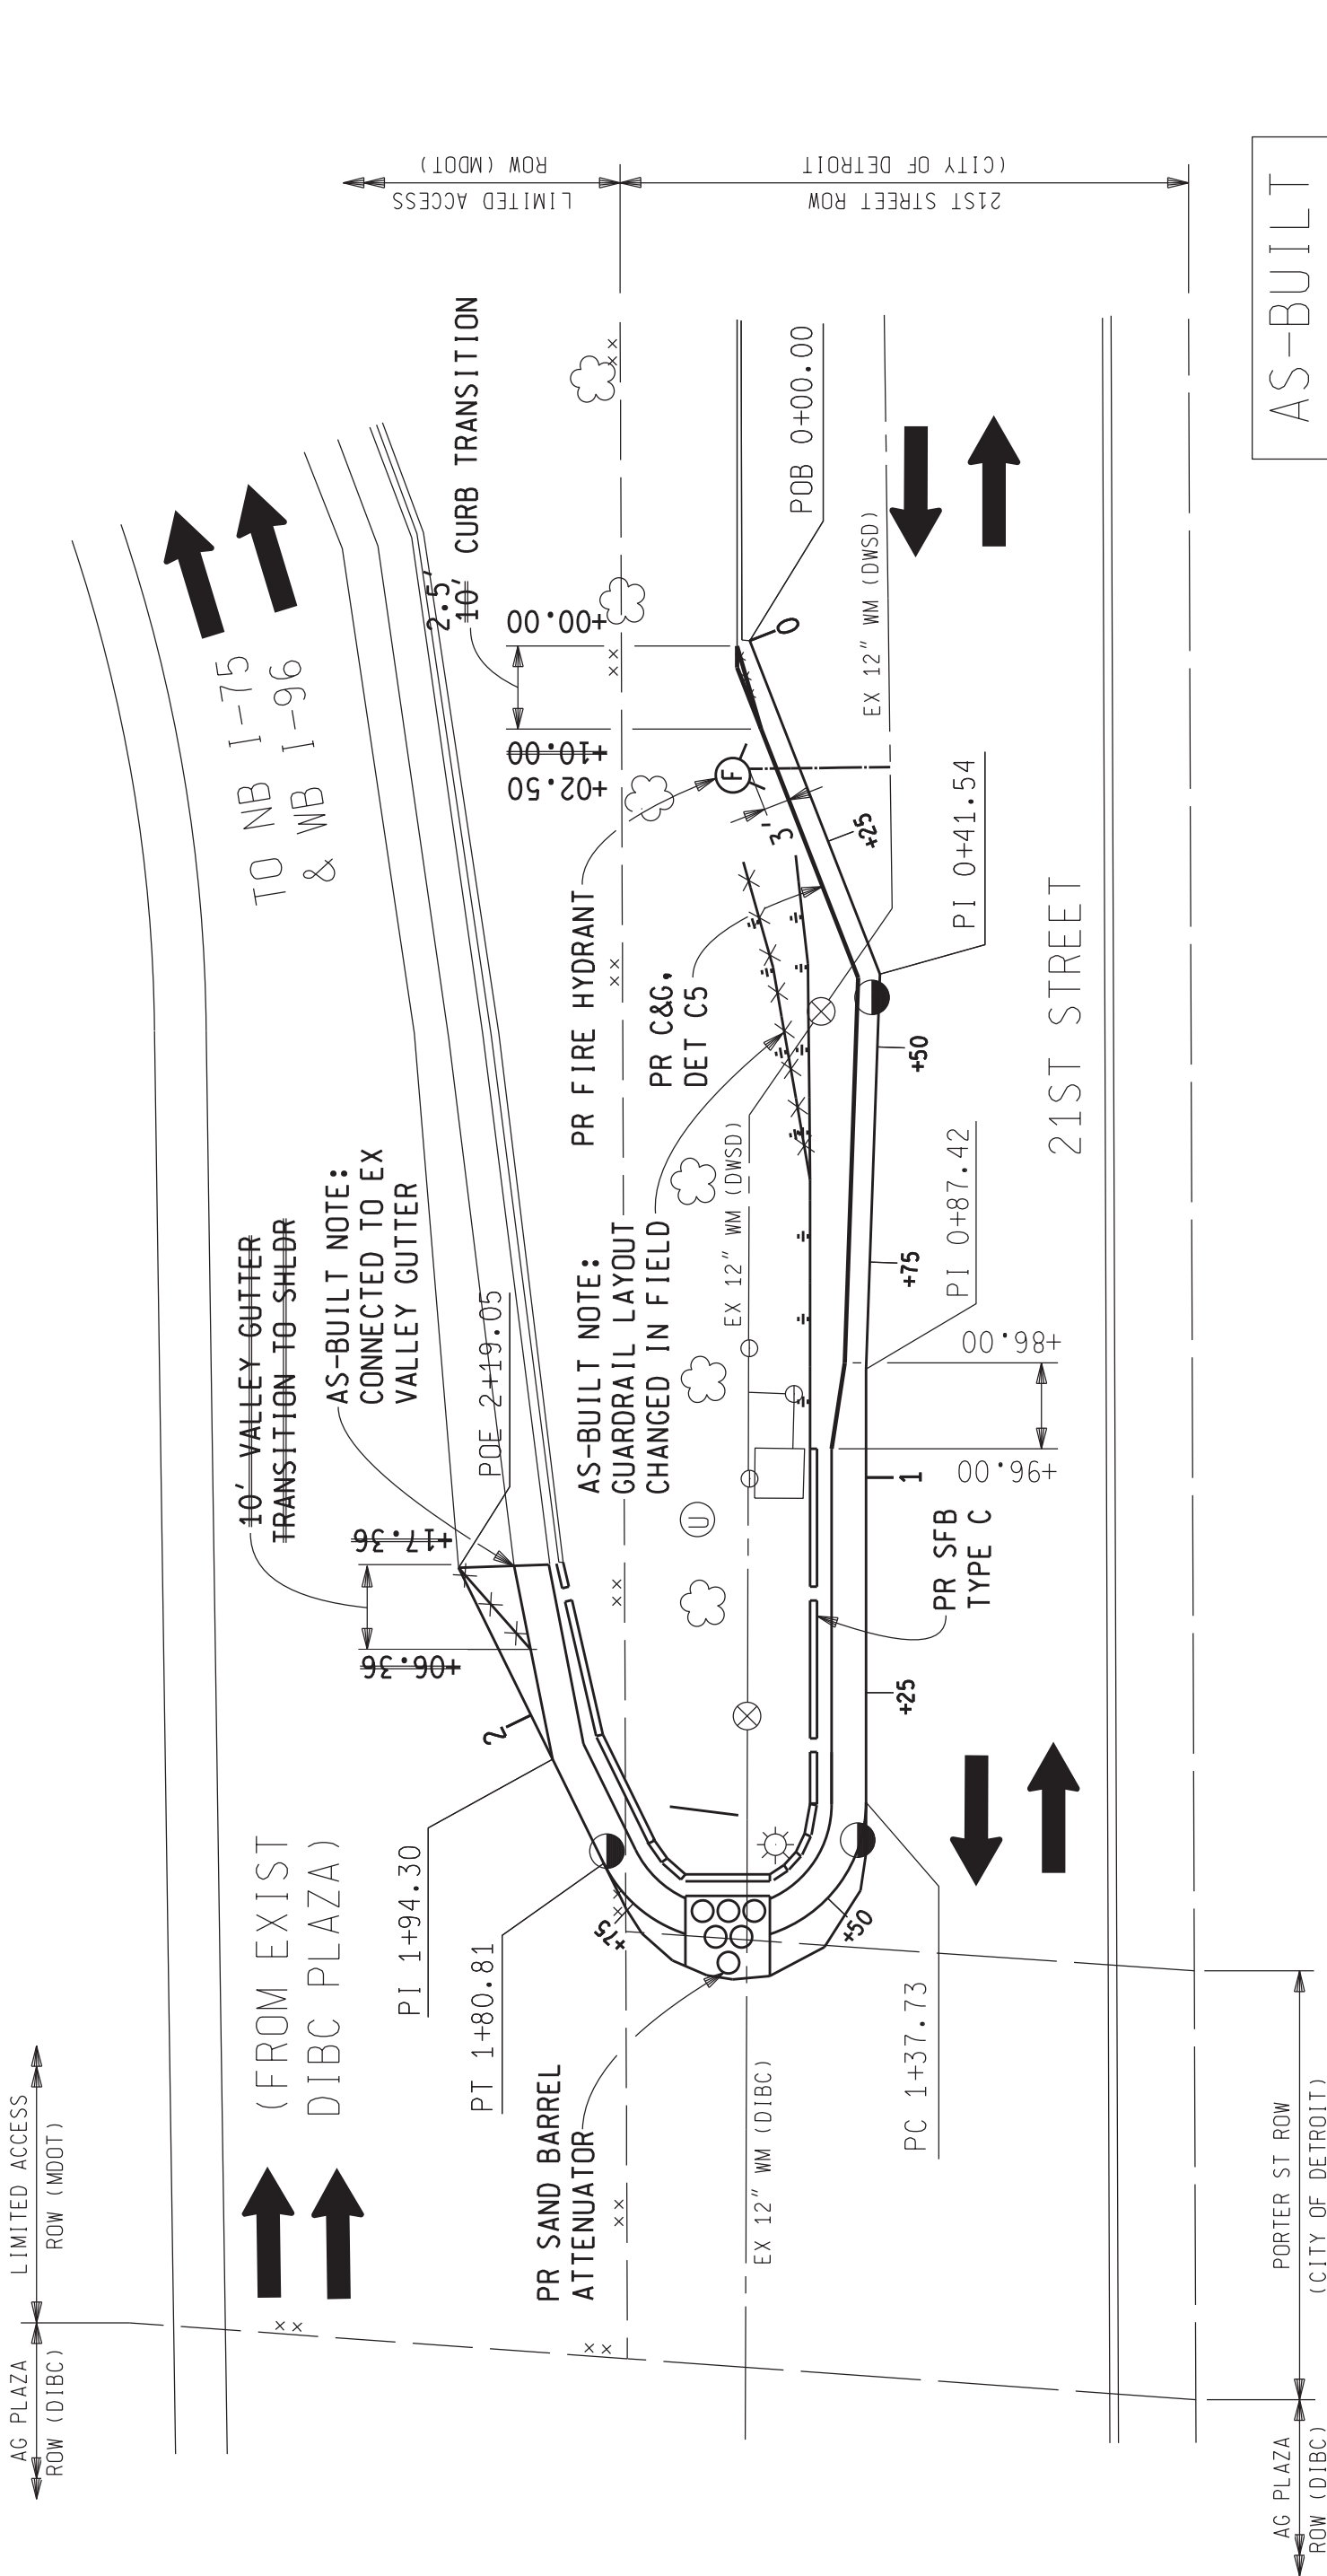 AS-BUILT
LIMITED ACCESS
ROW (MDOT)
21ST STREET ROW
(CITY OF DETROIT)
TO NB I-75
& WB I-96
2.5'
10' CURB TRANSITION
+00.00
+10.00
+02.50
POB 0+00.00
0
EX 12" WM (DWSD)
F
3'
+25
PI 0+41.54
PR FIRE HYDRANT
PR C&G,
DET C5
+50
21ST STREET
10' VALLEY GUTTER
TRANSITION TO SHLDR
AS-BUILT NOTE:
CONNECTED TO EX
VALLEY GUTTER
POE 2+19.05
AS-BUILT NOTE:
GUARDRAIL LAYOUT
CHANGED IN FIELD
EX 12" WM (DWSD)
+75
PI 0+87.42
+86.00
+96.00
1
U
+17.36
+06.36
PR SFB
TYPE C
2
+25
(FROM EXIST
DIBC PLAZA)
PI 1+94.30
PT 1+80.81
+75
+50
PC 1+37.73
PR SAND BARREL
ATTENUATOR
EX 12" WM (DIBC)
LIMITED ACCESS
ROW (MDOT)
AG PLAZA
ROW (DIBC)
PORTER ST ROW
(CITY OF DETROIT)
AG PLAZA
ROW (DIBC)